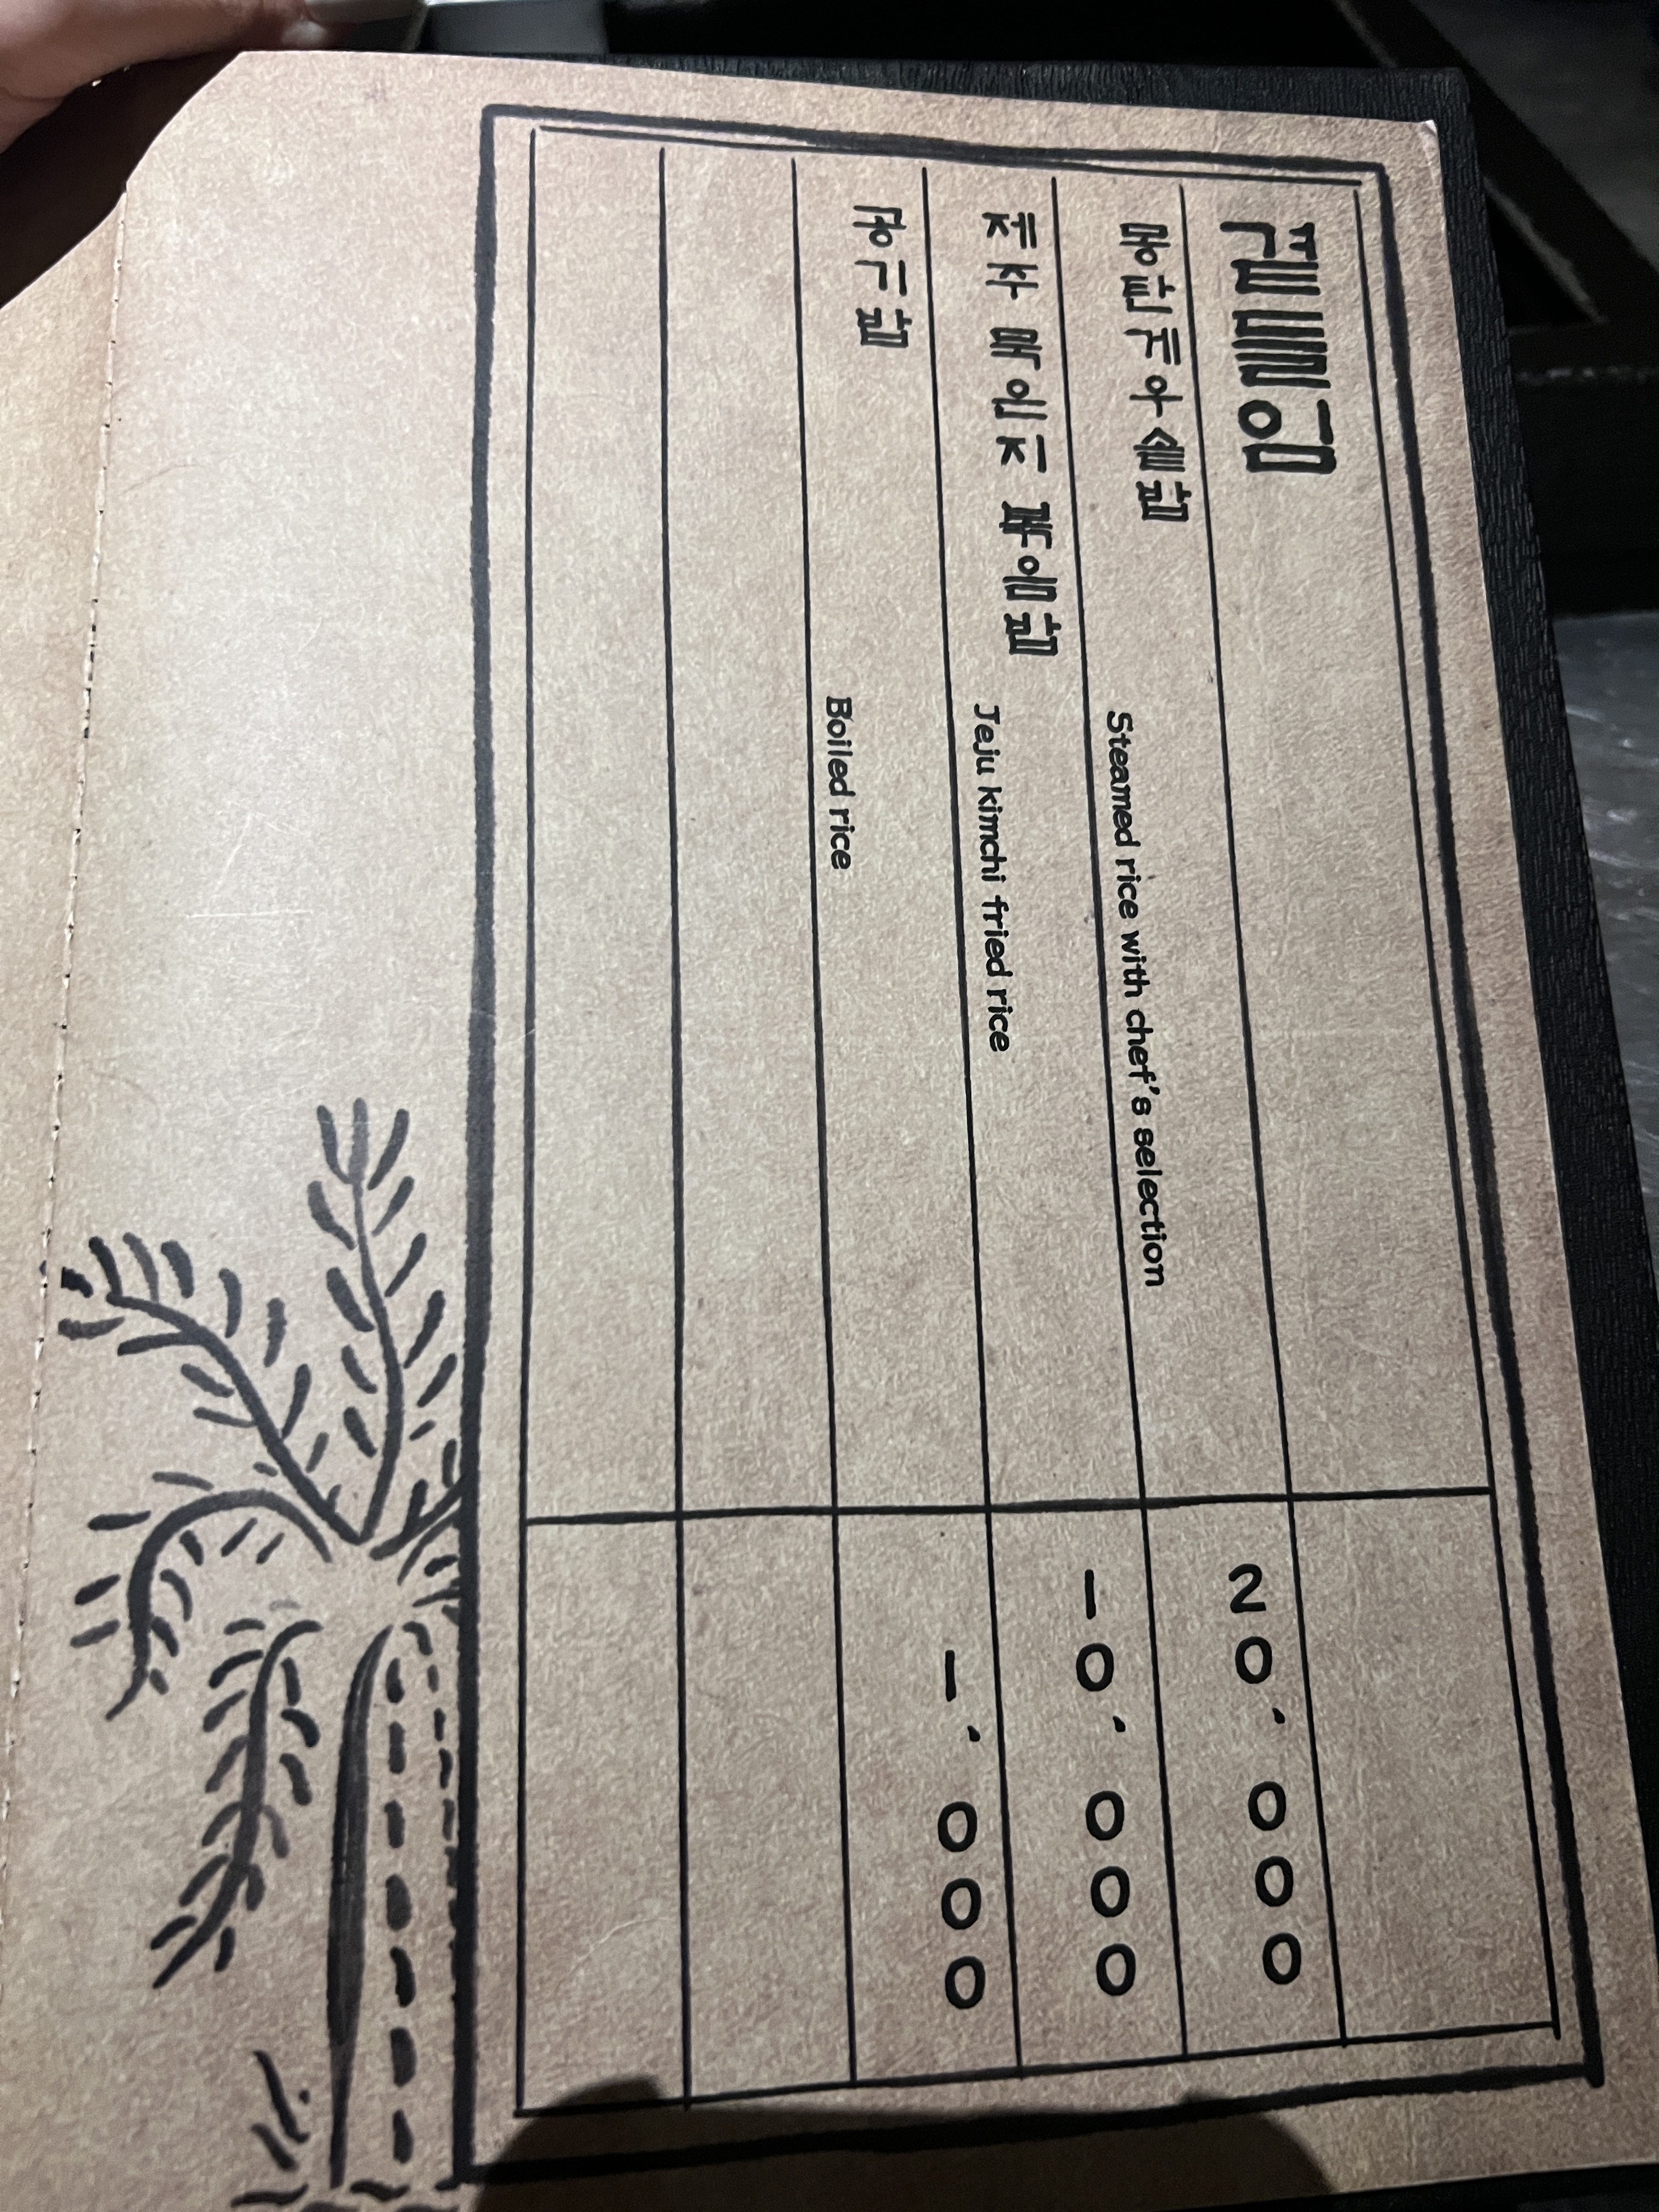 곁들임
몽탄게우솥밥 Steamed rice with chef's selection 20,000
제주 묵은지 볶음밥 Jeju kimchi fried rice 10,000
공기밥 Boiled rice 1,000